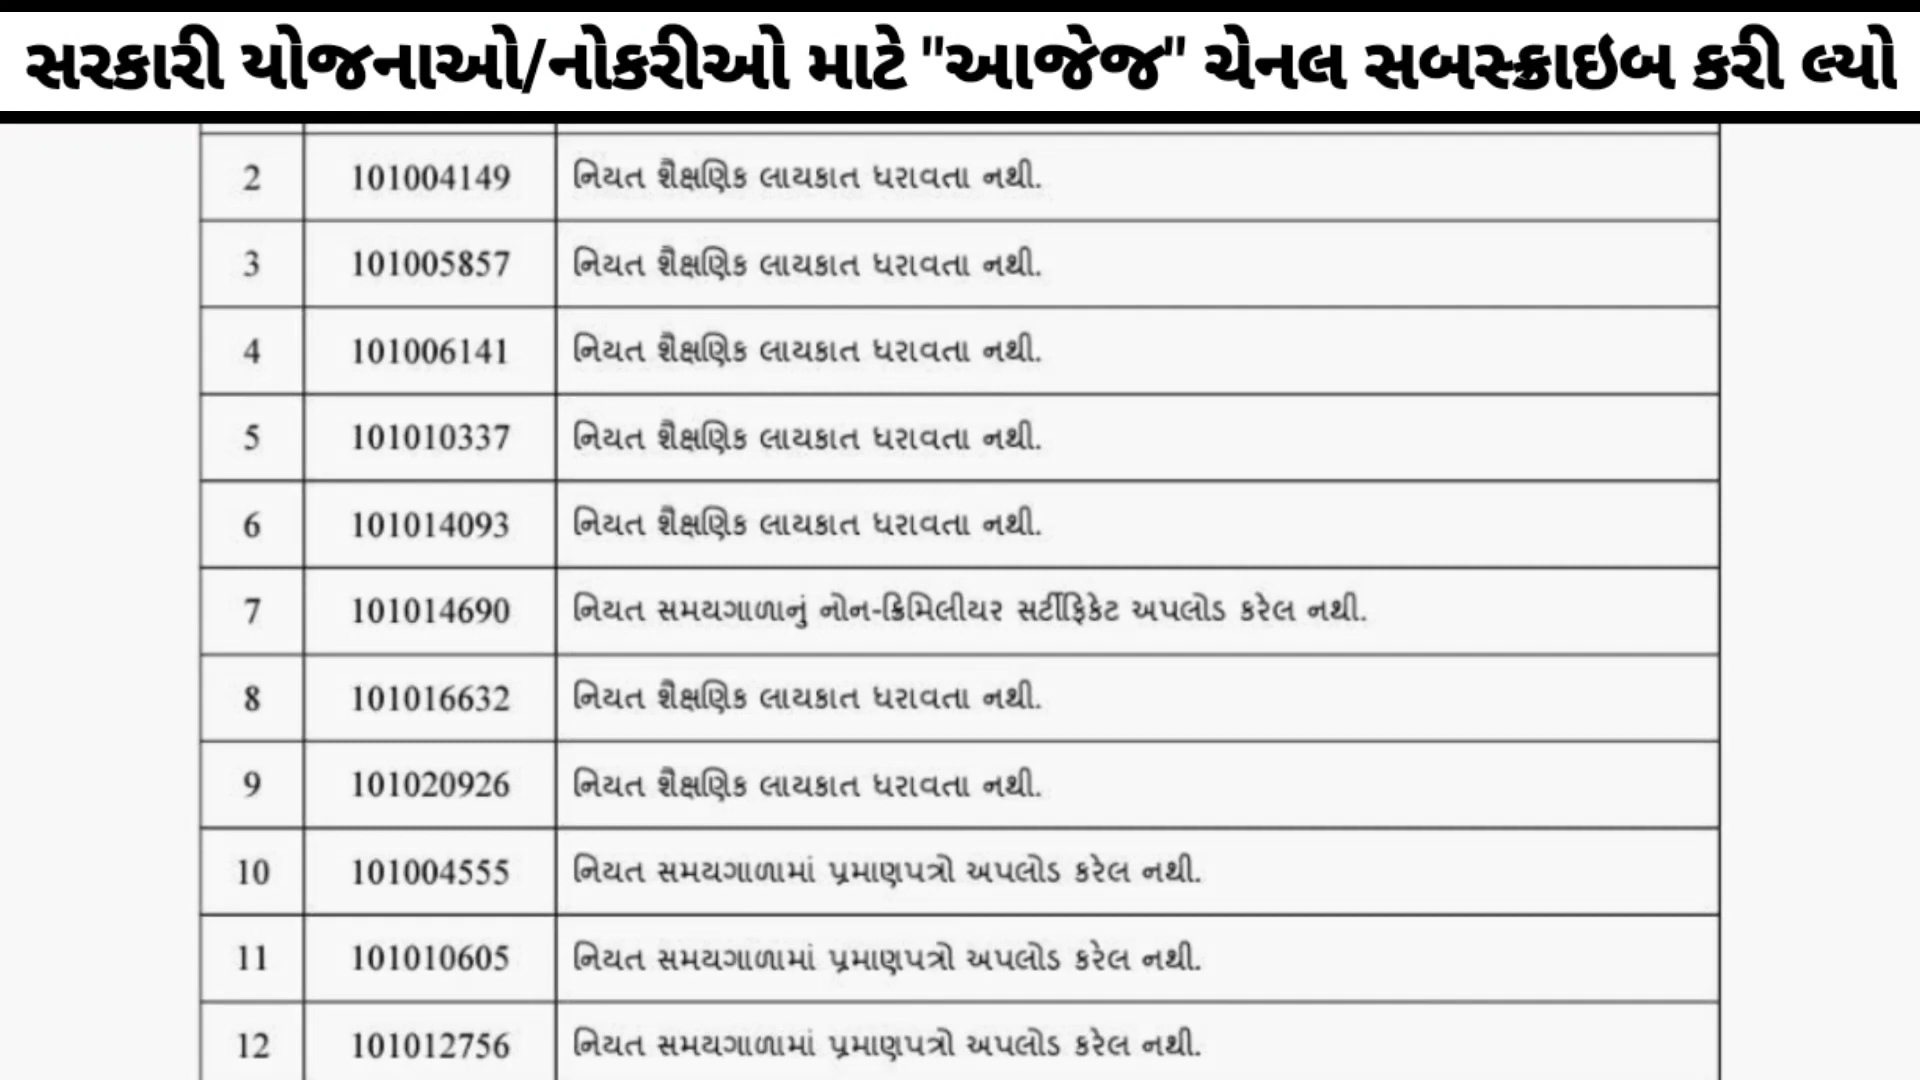 સરકારી યોજનાઓ/નોકરીઓ માટે "આજેજ" ચેનલ સબસ્ક્રાઇબ કરી લ્યો
2 101004149 નિયત શૈક્ષણિક લાયકાત ધરાવતા નથી.
3 101005857 નિયત શૈક્ષણિક લાયકાત ધરાવતા નથી.
4 101006141 નિયત શૈક્ષણિક લાયકાત ધરાવતા નથી.
5 101010337 નિયત શૈક્ષણિક લાયકાત ધરાવતા નથી.
6 101014093 નિયત શૈક્ષણિક લાયકાત ધરાવતા નથી.
7 101014690 નિયત સમયગાળાનું નોન-ક્રિમિલીયર સર્ટીફિકેટ અપલોડ કરેલ નથી.
8 101016632 નિયત શૈક્ષણિક લાયકાત ધરાવતા નથી.
9 101020926 નિયત શૈક્ષણિક લાયકાત ધરાવતા નથી.
10 101004555 નિયત સમયગાળામાં પ્રમાણપત્રો અપલોડ કરેલ નથી.
11 101010605 નિયત સમયગાળામાં પ્રમાણપત્રો અપલોડ કરેલ નથી.
12 101012756 નિયત સમયગાળામાં પ્રમાણપત્રો અપલોડ કરેલ નથી.